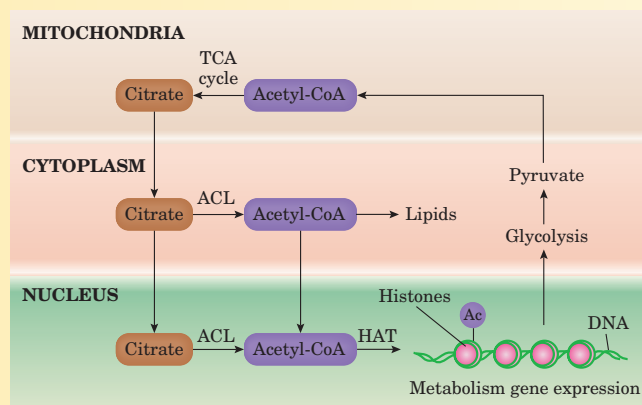 MITOCHONDRIA
TCA
cycle
Citrate
Acetyl-CoA
CYTOPLASM
Pyruvate
Citrate
ACL
Acetyl-CoA
Lipids
Glycolysis
NUCLEUS
Histones
Ac
DNA
Citrate
ACL
Acetyl-CoA
HAT
Metabolism gene expression